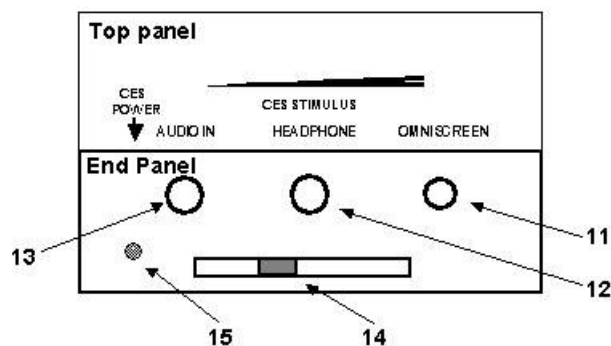 Top panel
CES
POWER
CES STIMULUS
AUDIO IN HEADPHONE OMNISCREEN
End Panel
11
13
12
15
14